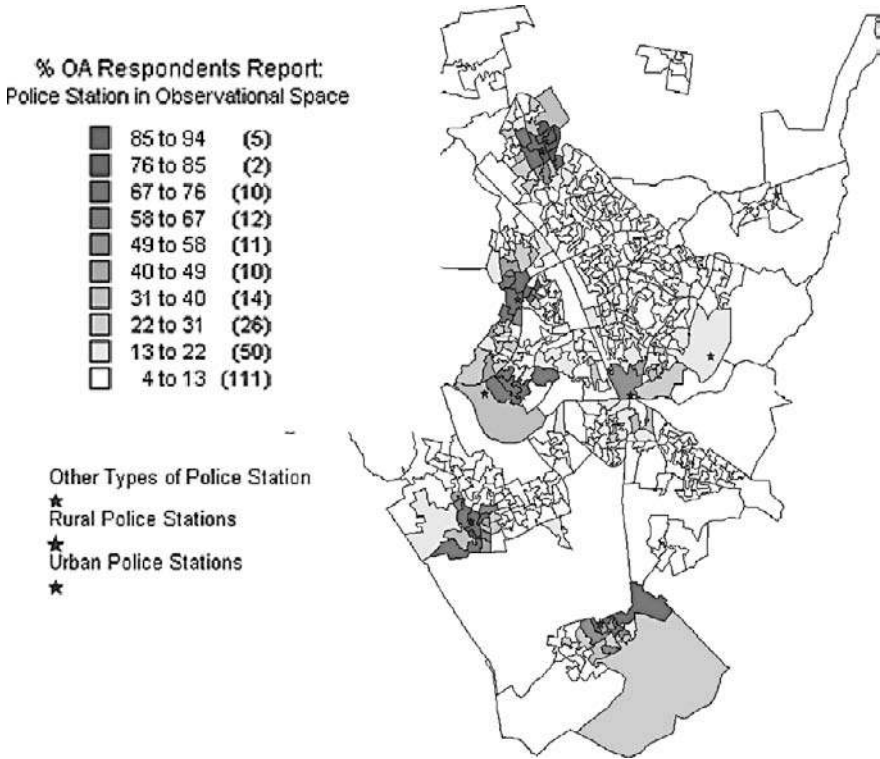 % OA Respondents Report:
Police Station in Observational Space
85 to 94 (5)
76 to 85 (2)
67 to 76 (10)
58 to 67 (12)
49 to 58 (11)
40 to 49 (10)
31 to 40 (14)
22 to 31 (26)
13 to 22 (50)
4 to 13 (111)
Other Types of Police Station
Rural Police Stations
Urban Police Stations